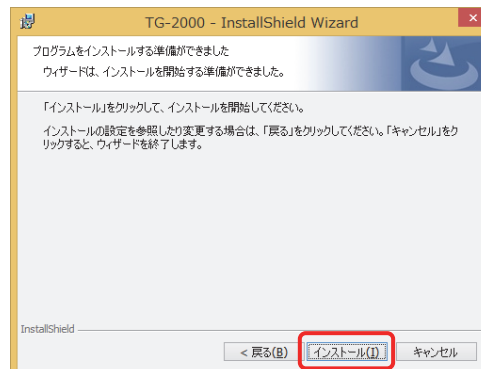 TG-2000 - InstallShield Wizard
プログラムをインストールする準備ができました
ウィザードは、インストールを開始する準備ができました。
「インストール」をクリックして、インストールを開始してください。
インストールの設定を参照したり変更する場合は、「戻る」をクリックしてください。「キャンセル」をク
リックすると、ウィザードを終了します。
InstallShield
< 戻る(B) インストール(I) キャンセル